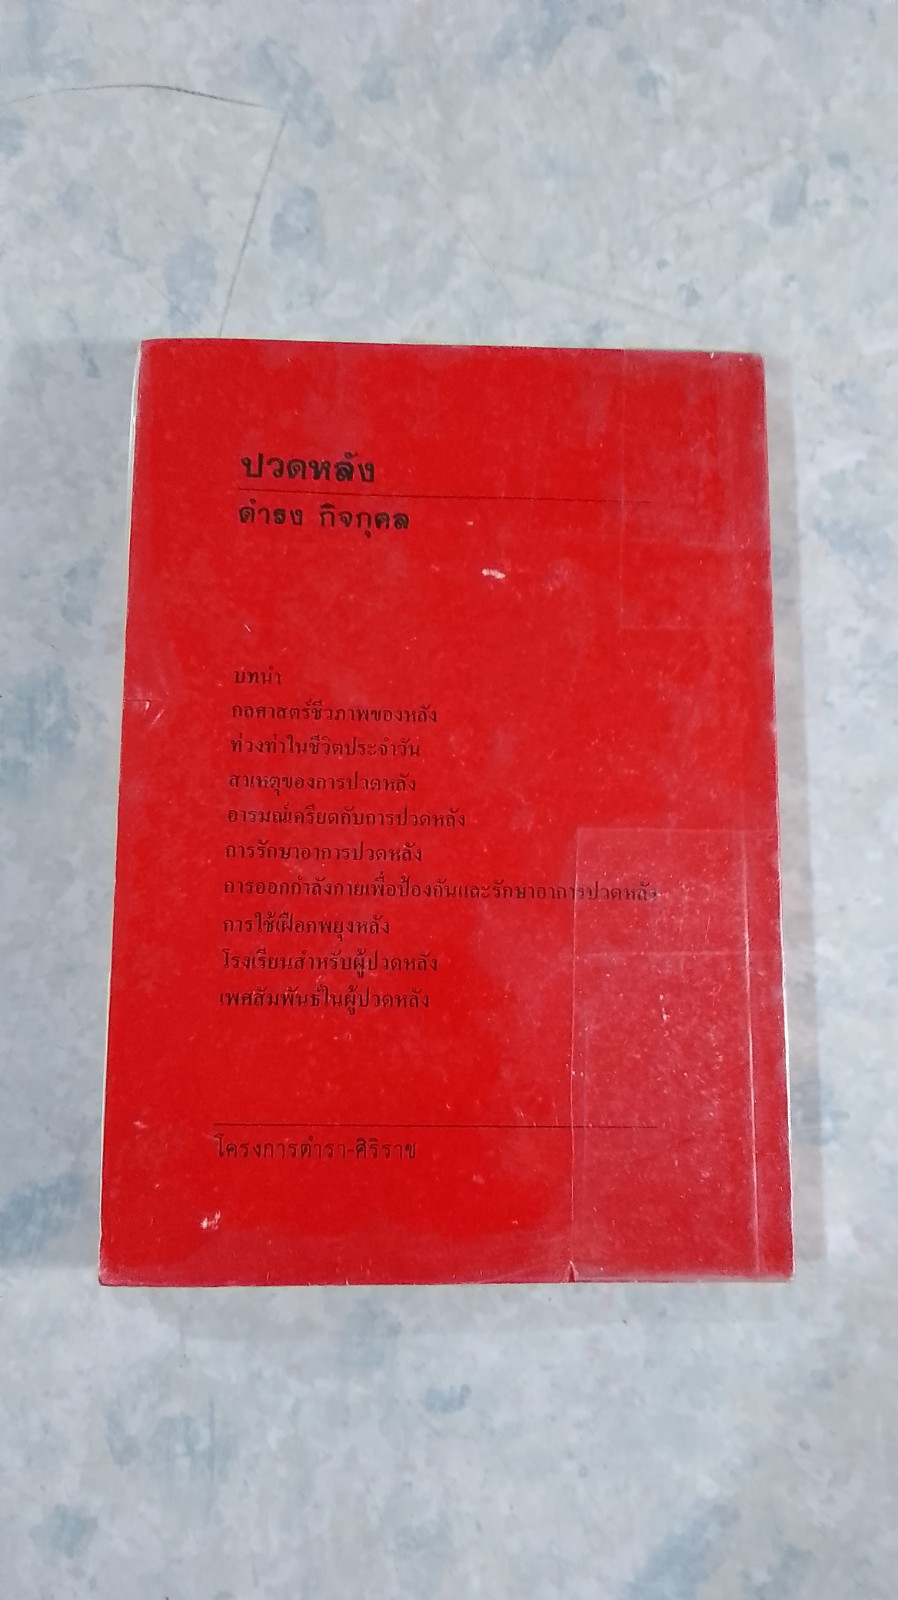 ปวดหลัง
ดำรง กิจกุศล
บทนำ
กลศาสตร์ชีวภาพของหลัง
ท่วงท่าในชีวิตประจำวัน
สาเหตุของการปวดหลัง
อารมณ์เครียดกับการปวดหลัง
การรักษาอาการปวดหลัง
การออกกำลังกายเพื่อป้องกันและรักษาอาการปวดหลัง
การใช้เฝือกพยุงหลัง
โรงเรียนสำหรับผู้ปวดหลัง
เพศสัมพันธ์ในผู้ปวดหลัง
โครงการตำรา-ศิริราช